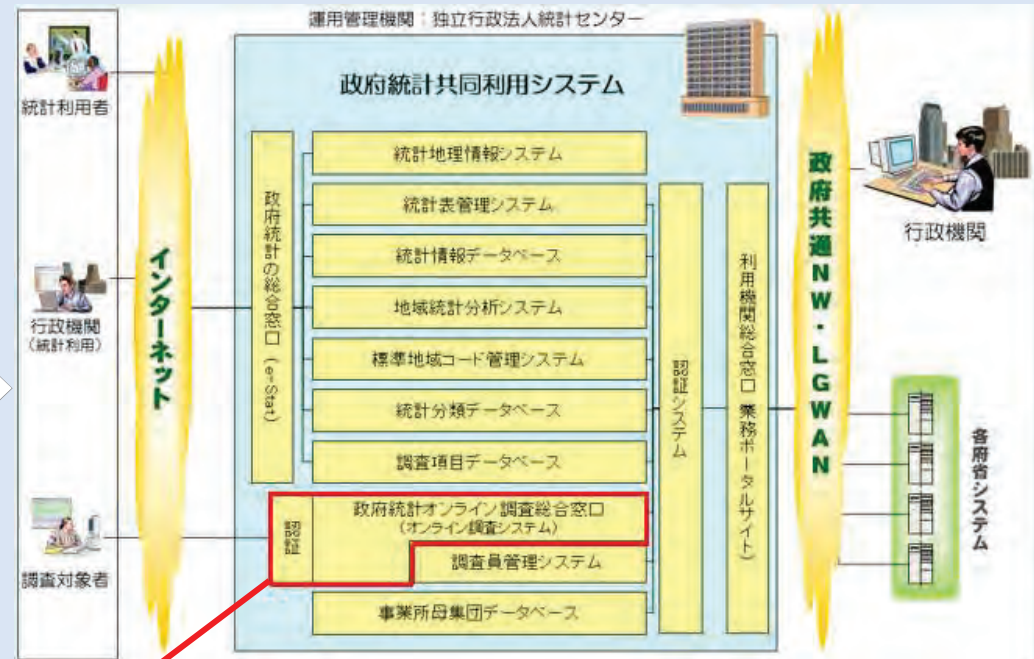 運用管理機関：独立行政法人統計センター
政府統計共同利用システム
統計利用者
行政機関
（統計利用）
調査対象者
インターネット
政府統計の総合窓口（e-Stat）
統計地理情報システム
統計表管理システム
統計情報データベース
地域統計分析システム
標準地域コード管理システム
統計分類データベース
調査項目データベース
認証
政府統計オンライン調査総合窓口
（オンライン調査システム）
調査員管理システム
事業所母集団データベース
認証システム
利用機関総合窓口（業務ポータルサイト）
政府共通NW・LGWAN
行政機関
各府省システム